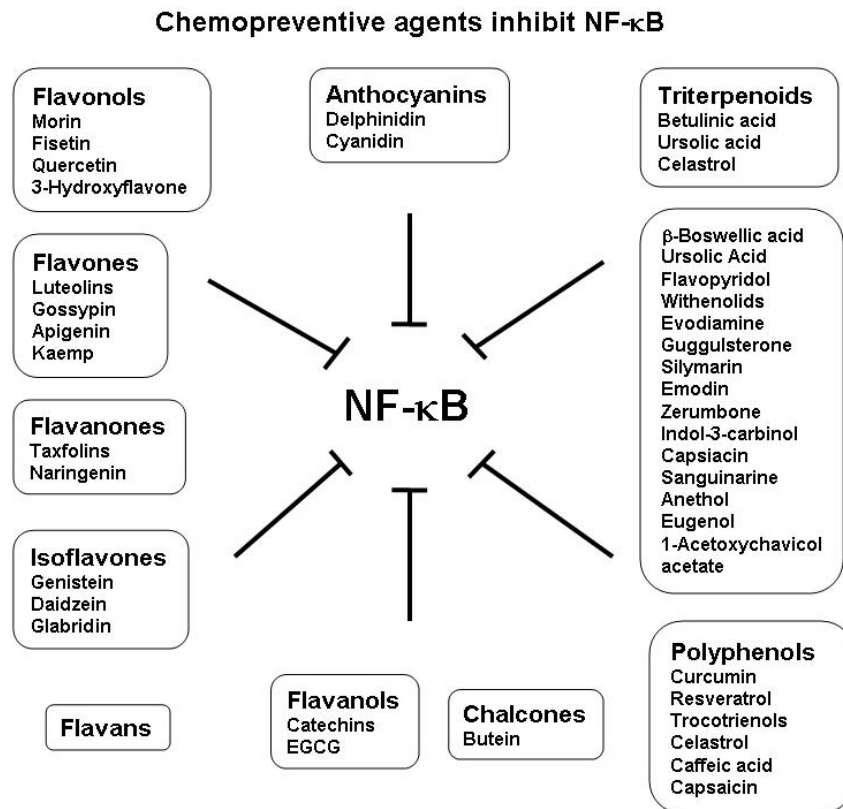 Chemopreventive agents inhibit NF-κB
Flavonols
Morin
Fisetin
Quercetin
3-Hydroxyflavone
Anthocyanins
Delphinidin
Cyanidin
Triterpenoids
Betulinic acid
Ursolic acid
Celastrol
Flavones
Luteolins
Gossypin
Apigenin
Kaemp
β-Boswellic acid
Ursolic Acid
Flavopyridol
Withenolids
Evodiamine
Guggulsterone
Silymarin
Emodin
Zerumbone
Indol-3-carbinol
Capsiacin
Sanguinarine
Anethol
Eugenol
1-Acetoxychavicol
acetate
NF-κB
Flavanones
Taxfolins
Naringenin
Isoflavones
Genistein
Daidzein
Glabridin
Flavans
Flavanols
Catechins
EGCG
Chalcones
Butein
Polyphenols
Curcumin
Resveratrol
Trocotrienols
Celastrol
Caffeic acid
Capsaicin